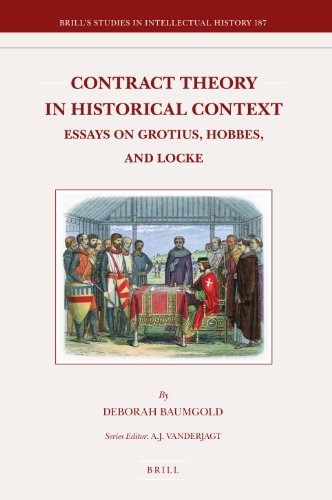 BRILL'S STUDIES IN INTELLECTUAL HISTORY 187
CONTRACT THEORY
IN HISTORICAL CONTEXT
ESSAYS ON GROTIUS, HOBBES,
AND LOCKE
By
DEBORAH BAUMGOLD
Series Editor: A.J. VANDERJAGT
BRILL